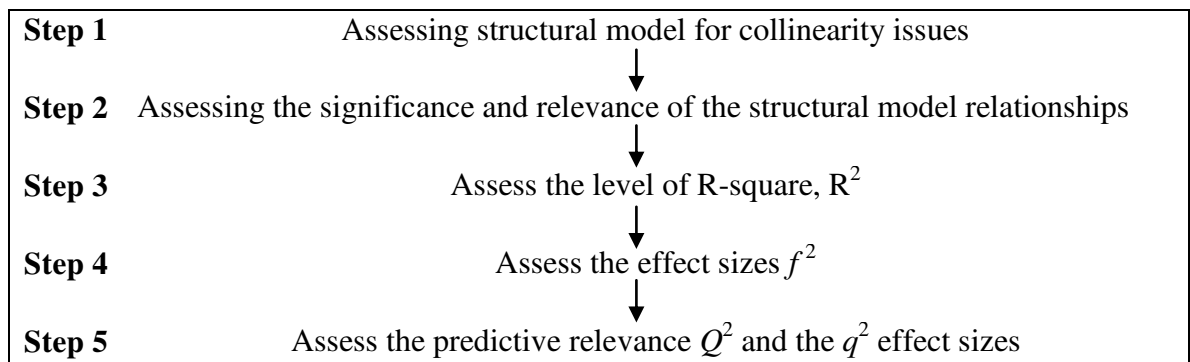 Step 1 Assessing structural model for collinearity issues
Step 2 Assessing the significance and relevance of the structural model relationships
Step 3 Assess the level of R-square, R²
Step 4 Assess the effect sizes f²
Step 5 Assess the predictive relevance Q² and the q² effect sizes